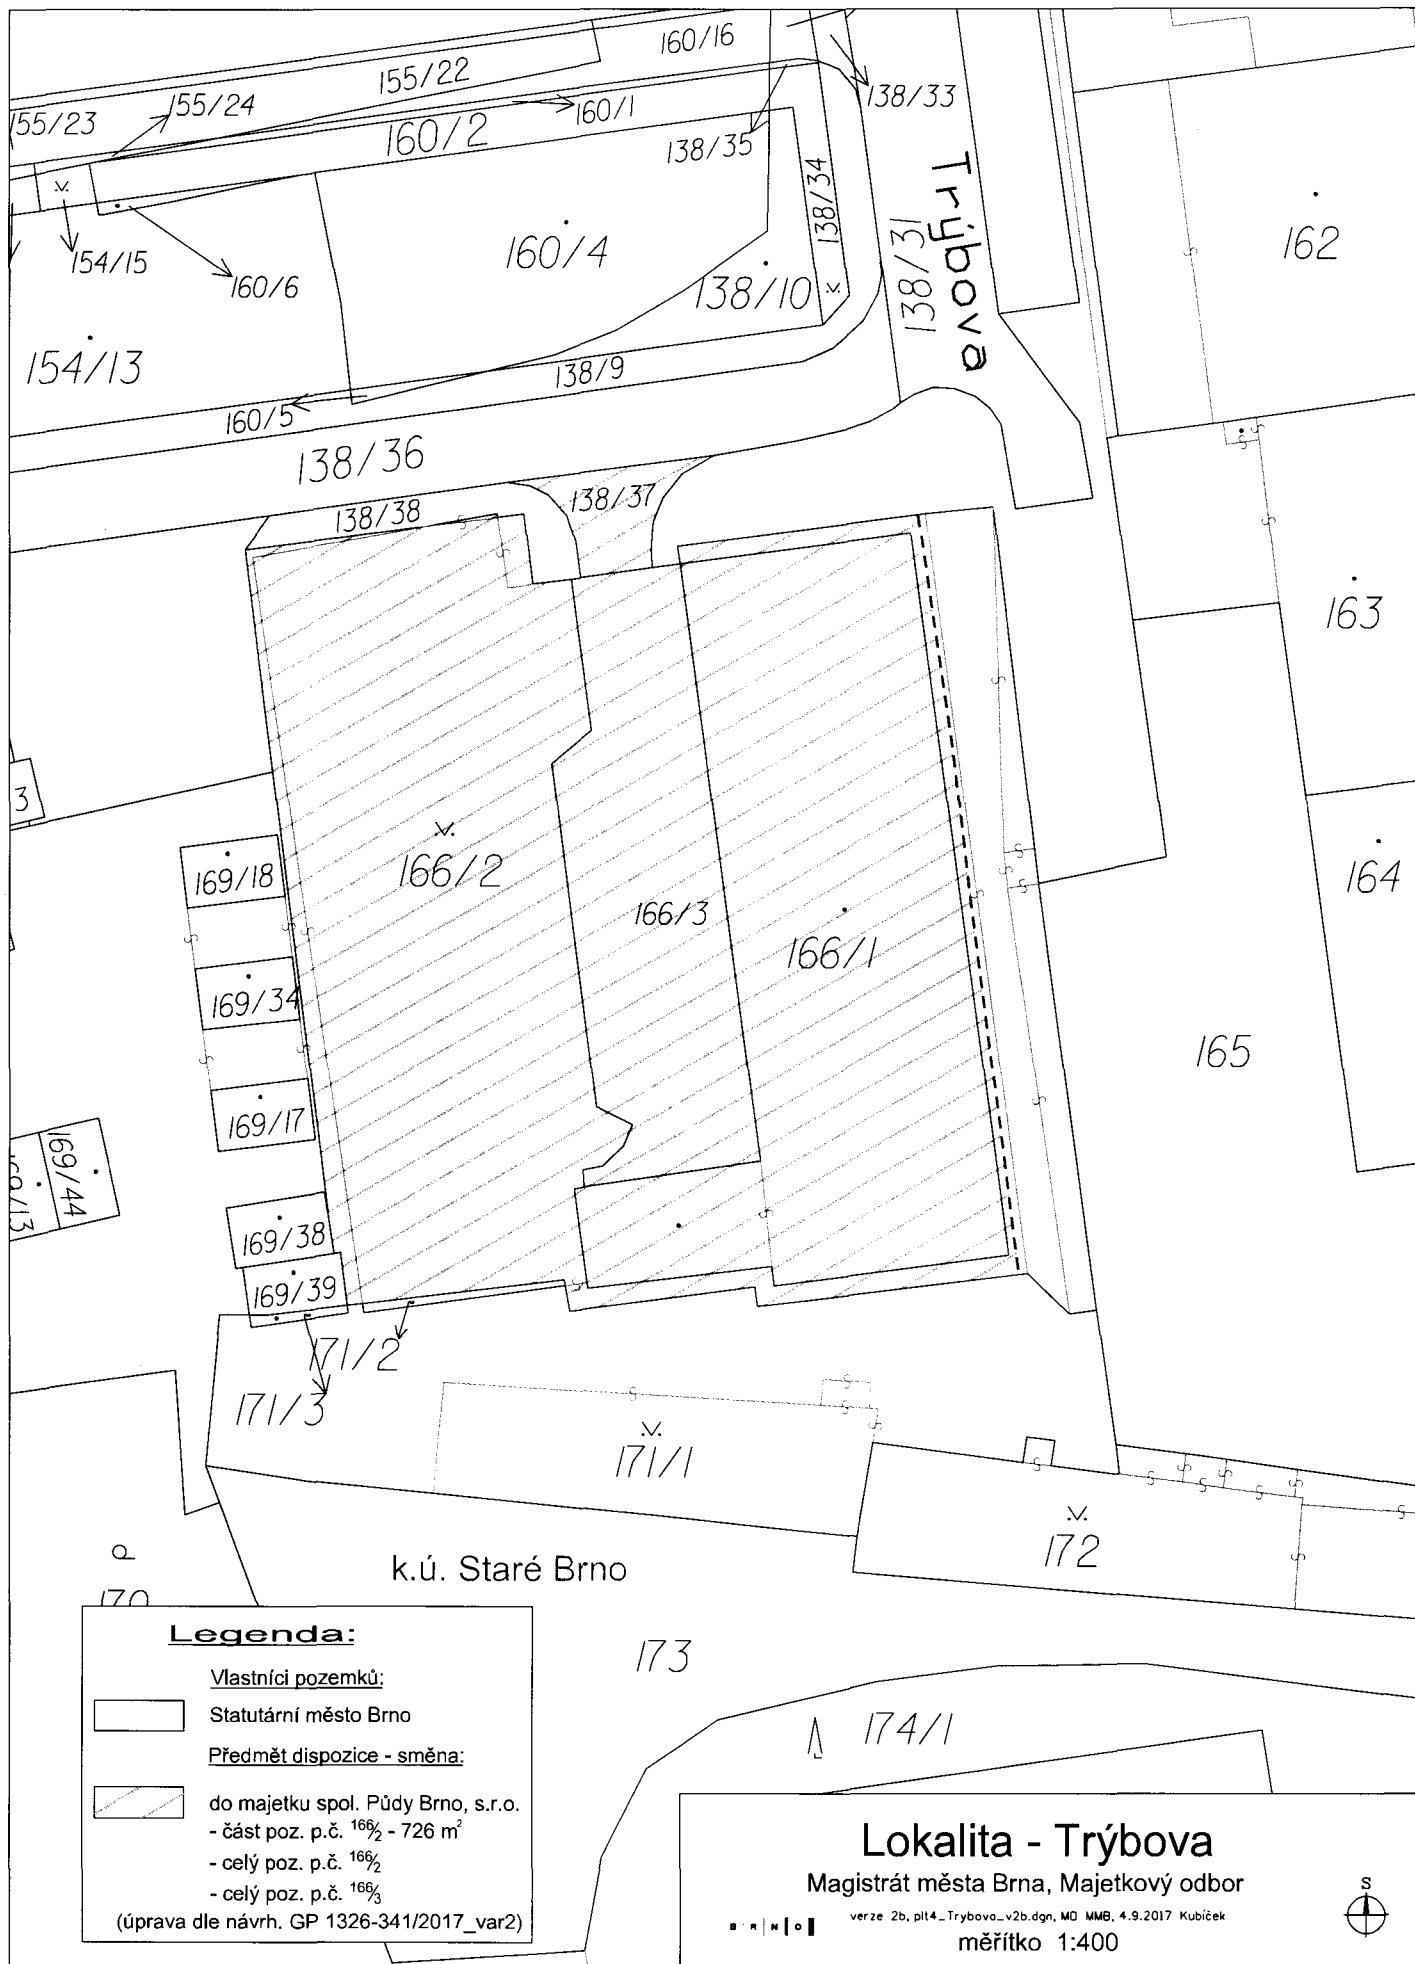 160/16
155/22
138/33
155/24
160/1
155/23
160/2
138/35
138/34
Trýbova
138/31
162
160/4
154/15
160/6
138/10
154/13
138/9
160/5
138/36
138/37
138/38
163
3
166/2
164
169/18
166/3
166/1
169/34
165
169/17
169/44
169/13
169/38
169/39
171/2
171/3
171/1
172
k.ú. Staré Brno
170
173
174/1
Legenda:
Vlastníci pozemků:
Statutární město Brno
Předmět dispozice - směna:
do majetku spol. Půdy Brno, s.r.o.
- část poz. p.č. 166/2 - 726 m²
- celý poz. p.č. 166/2
- celý poz. p.č. 166/3
(úprava dle návrh. GP 1326-341/2017_var2)
Lokalita - Trýbova
Magistrát města Brna, Majetkový odbor
verze 2b, plt4_Trybova_v2b.dgn, MO MMB, 4.9.2017 Kubíček
B R N O
měřítko 1:400
S